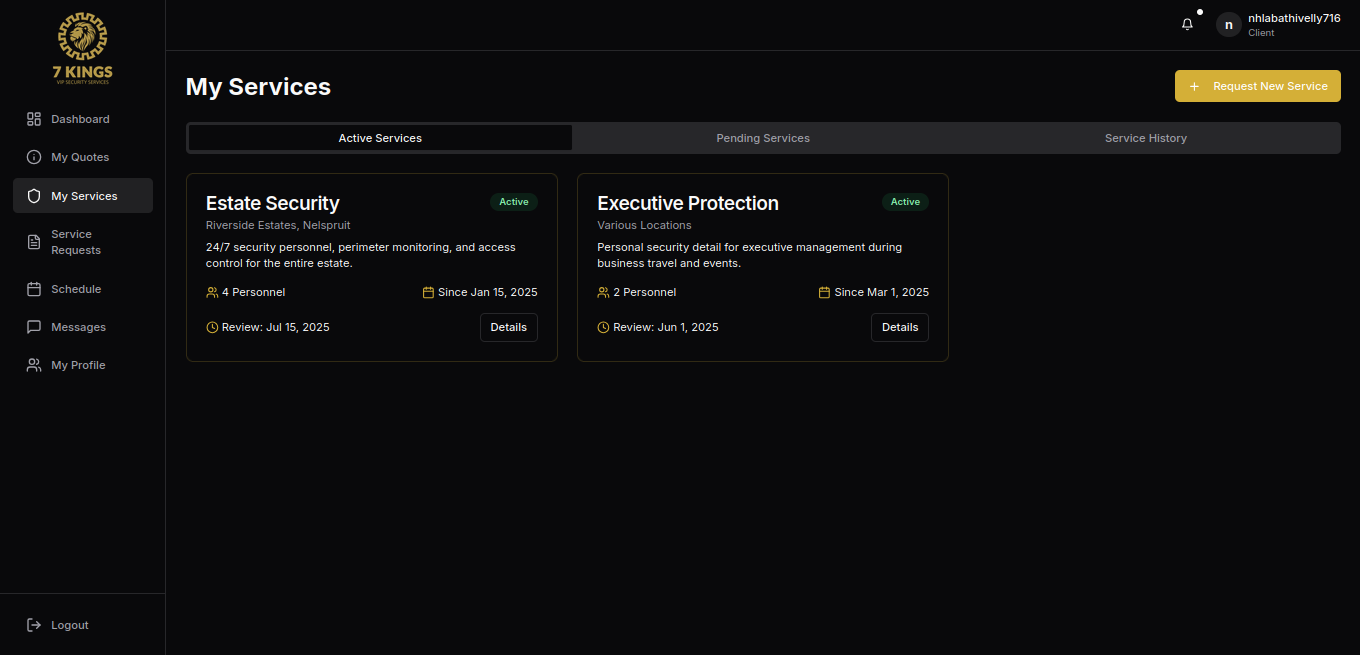 7 KINGS
VIP SECURITY SERVICES
nhlabathivelly716
n
Client
Dashboard
My Quotes
My Services
Service
Requests
Schedule
Messages
My Profile
Logout
My Services
Request New Service
Active Services
Pending Services
Service History
Estate Security
Active
Riverside Estates, Nelspruit
24/7 security personnel, perimeter monitoring, and access
control for the entire estate.
4 Personnel
Since Jan 15, 2025
Review: Jul 15, 2025
Details
Executive Protection
Active
Various Locations
Personal security detail for executive management during
business travel and events.
2 Personnel
Since Mar 1, 2025
Review: Jun 1, 2025
Details